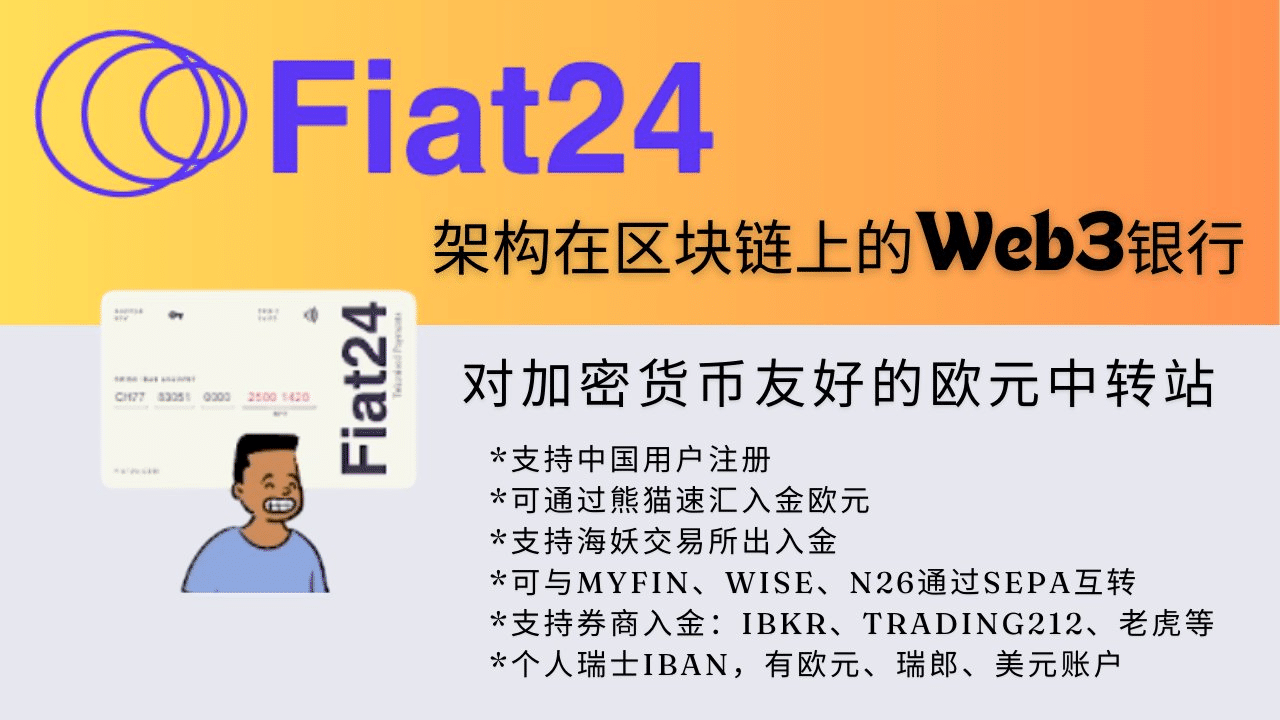 Fiat24
架构在区块链上的Web3银行
Fiat24
CH77 83051 0000 2500 1420
对加密货币友好的欧元中转站
*支持中国用户注册
*可通过熊猫速汇入金欧元
*支持海妖交易所出入金
*可与MYFIN、WISE、N26通过SEPA互转
*支持券商入金：IBKR、TRADING212、老虎等
*个人瑞士IBAN，有欧元、瑞郎、美元账户